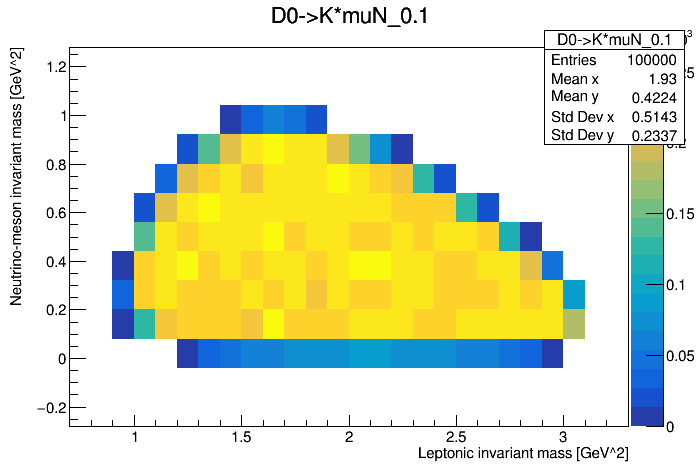 D0->K*muN_0.1
D0->K*muN_0.1
Entries 100000
Mean x 1.93
Mean y 0.4224
Std Dev x 0.5143
Std Dev y 0.2337
Neutrino-meson invariant mass [GeV^2]
1.2
1
0.8
0.6
0.4
0.2
0
−0.2
1
1.5
2
2.5
3
Leptonic invariant mass [GeV^2]
0.15
0.1
0.05
0